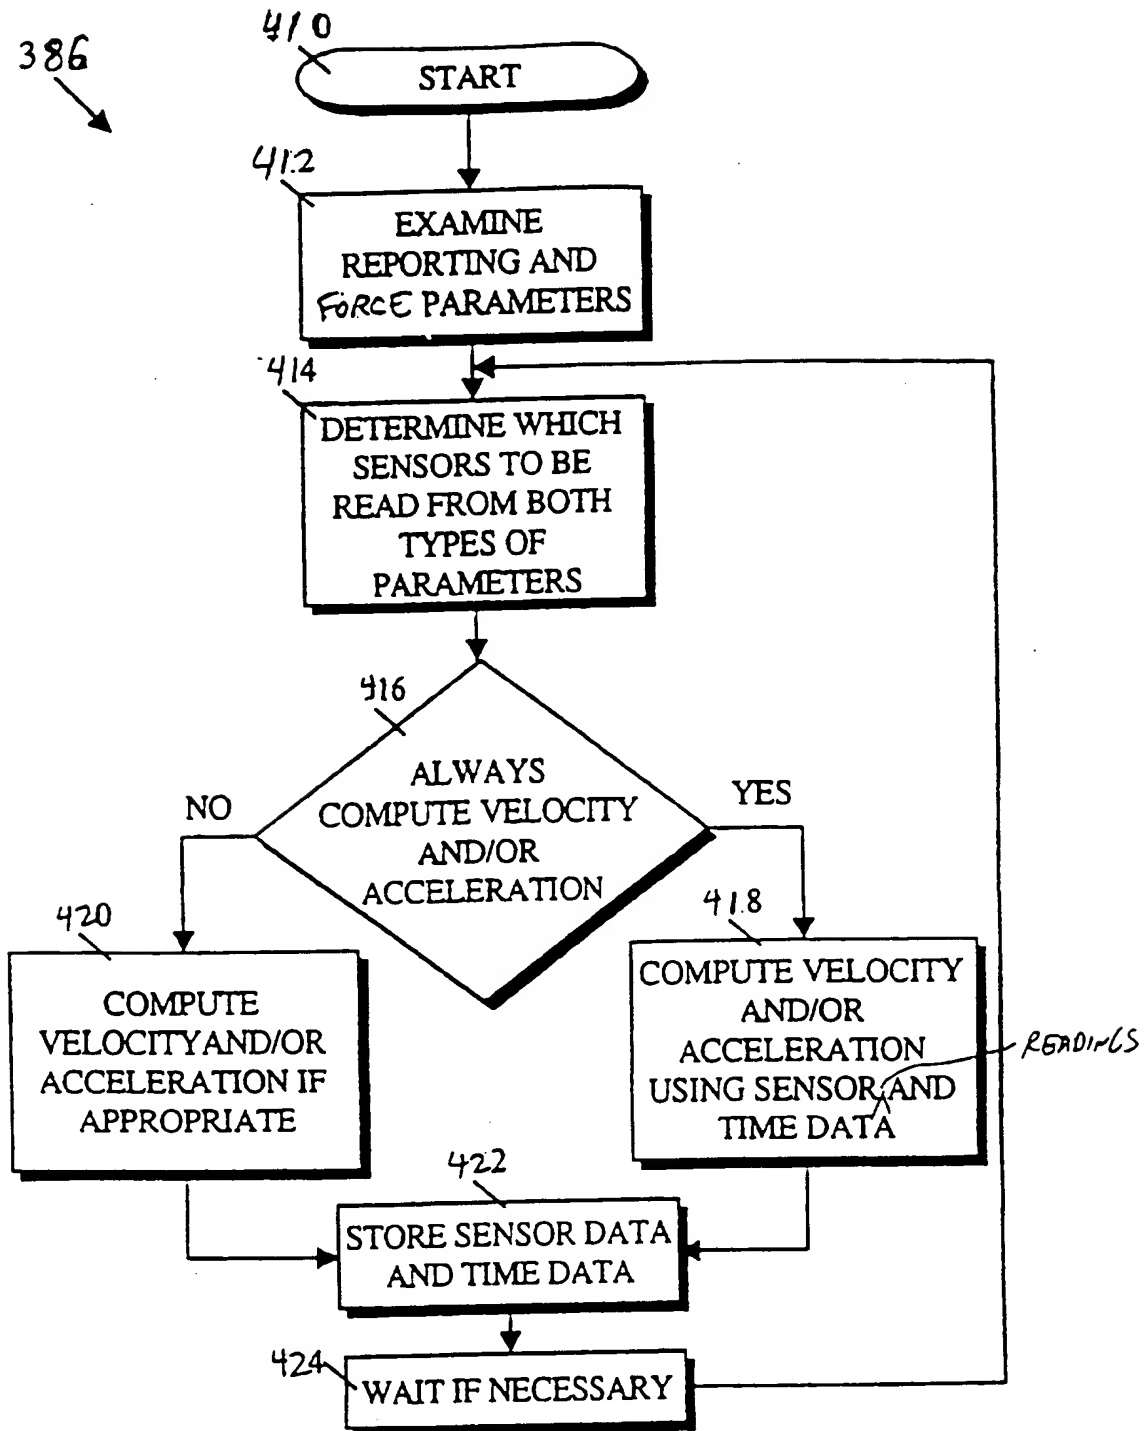 386
410
START
412
EXAMINE
REPORTING AND
FORCE PARAMETERS
414
DETERMINE WHICH
SENSORS TO BE
READ FROM BOTH
TYPES OF
PARAMETERS
416
ALWAYS
COMPUTE VELOCITY
AND/OR
ACCELERATION
NO
YES
420
COMPUTE
VELOCITYAND/OR
ACCELERATION IF
APPROPRIATE
418
COMPUTE VELOCITY
AND/OR
ACCELERATION
USING SENSOR AND
TIME DATA
READINGS
422
STORE SENSOR DATA
AND TIME DATA
424
WAIT IF NECESSARY